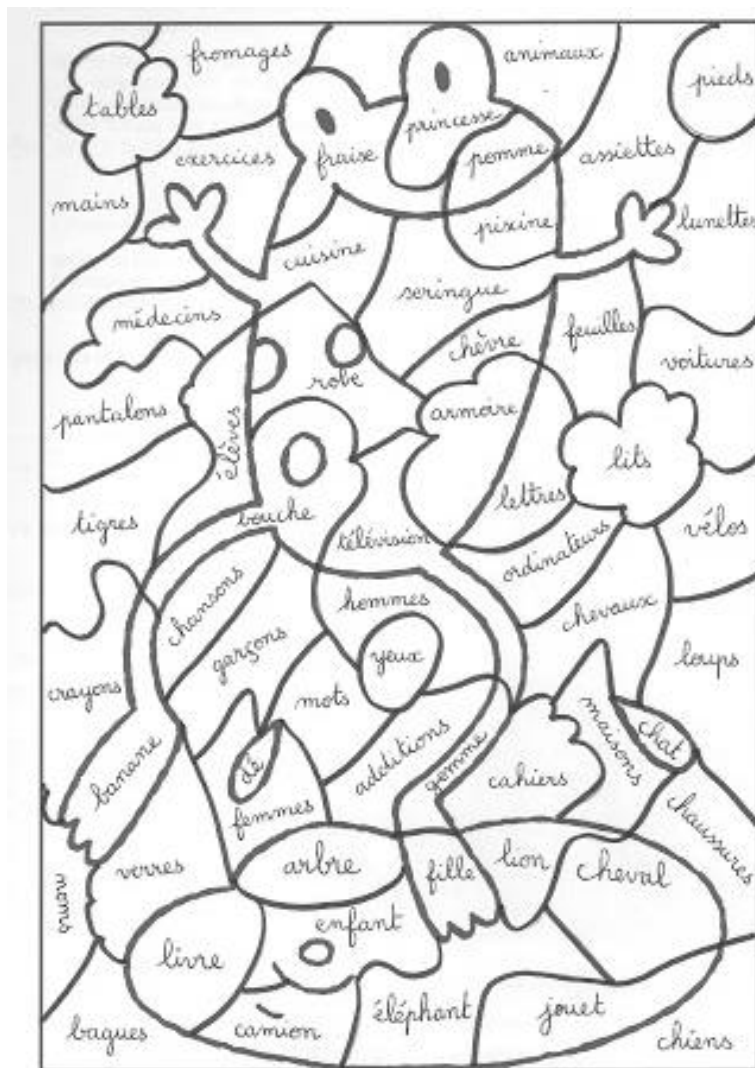 fromages
animaux
tables
pieds
princesse
exercices
fraise
pomme
assiettes
mains
piscine
lunettes
cuisine
seringue
médecins
feuilles
chèvre
voitures
robe
pantalons
armoire
élèves
lits
lettres
tigres
bouche
télévision
ordinateurs
vélos
chansons
hommes
chevaux
garçons
yeux
loups
crayons
mots
chat
maisons
banane
dé
additions
gomme
cahiers
femmes
chaussures
verres
arbre
fille
lion
cheval
enfant
livre
éléphant
jouet
bagues
camion
chiens